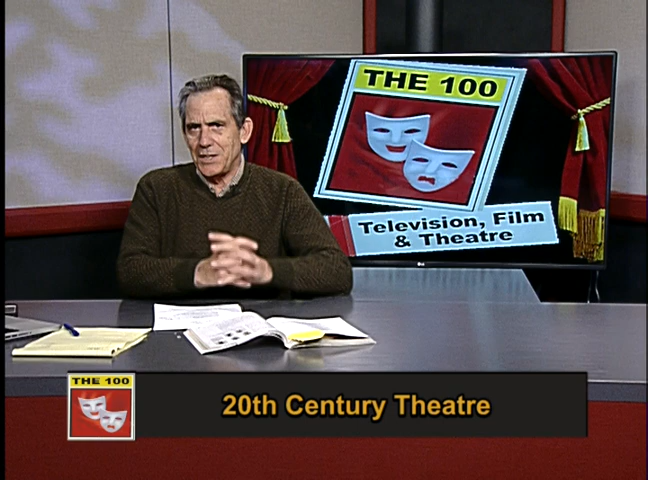 THE 100
Television, Film
& Theatre
THE 100
20th Century Theatre